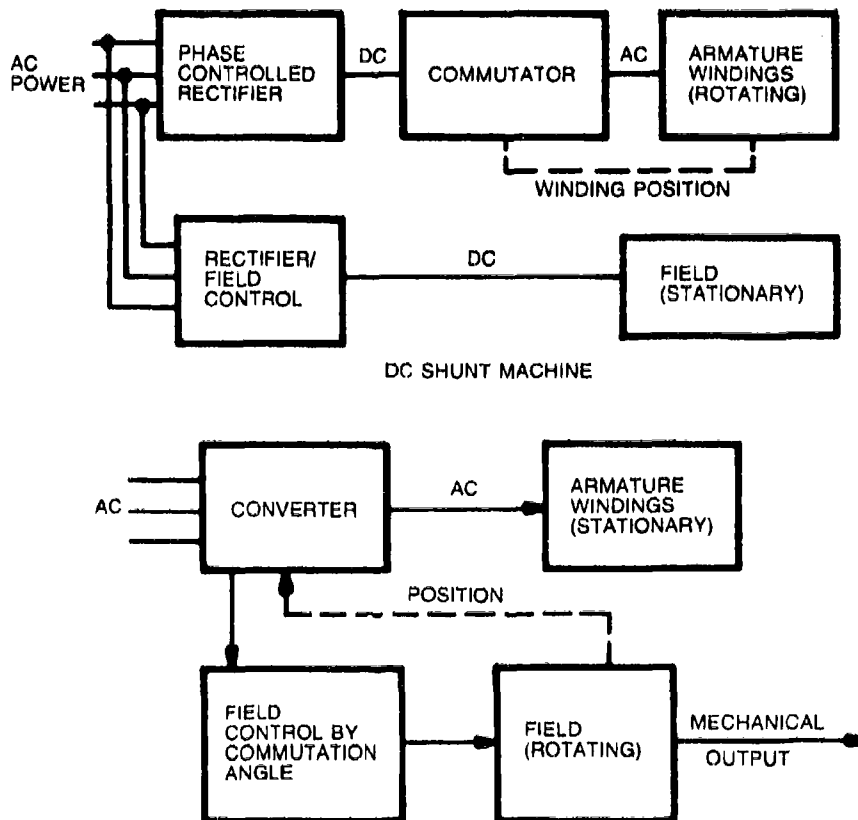 AC
POWER
PHASE
CONTROLLED
RECTIFIER
DC
COMMUTATOR
AC
ARMATURE
WINDINGS
(ROTATING)
WINDING POSITION
RECTIFIER/
FIELD
CONTROL
DC
FIELD
(STATIONARY)
DC SHUNT MACHINE
AC
CONVERTER
AC
ARMATURE
WINDINGS
(STATIONARY)
POSITION
FIELD
CONTROL BY
COMMUTATION
ANGLE
FIELD
(ROTATING)
MECHANICAL
OUTPUT